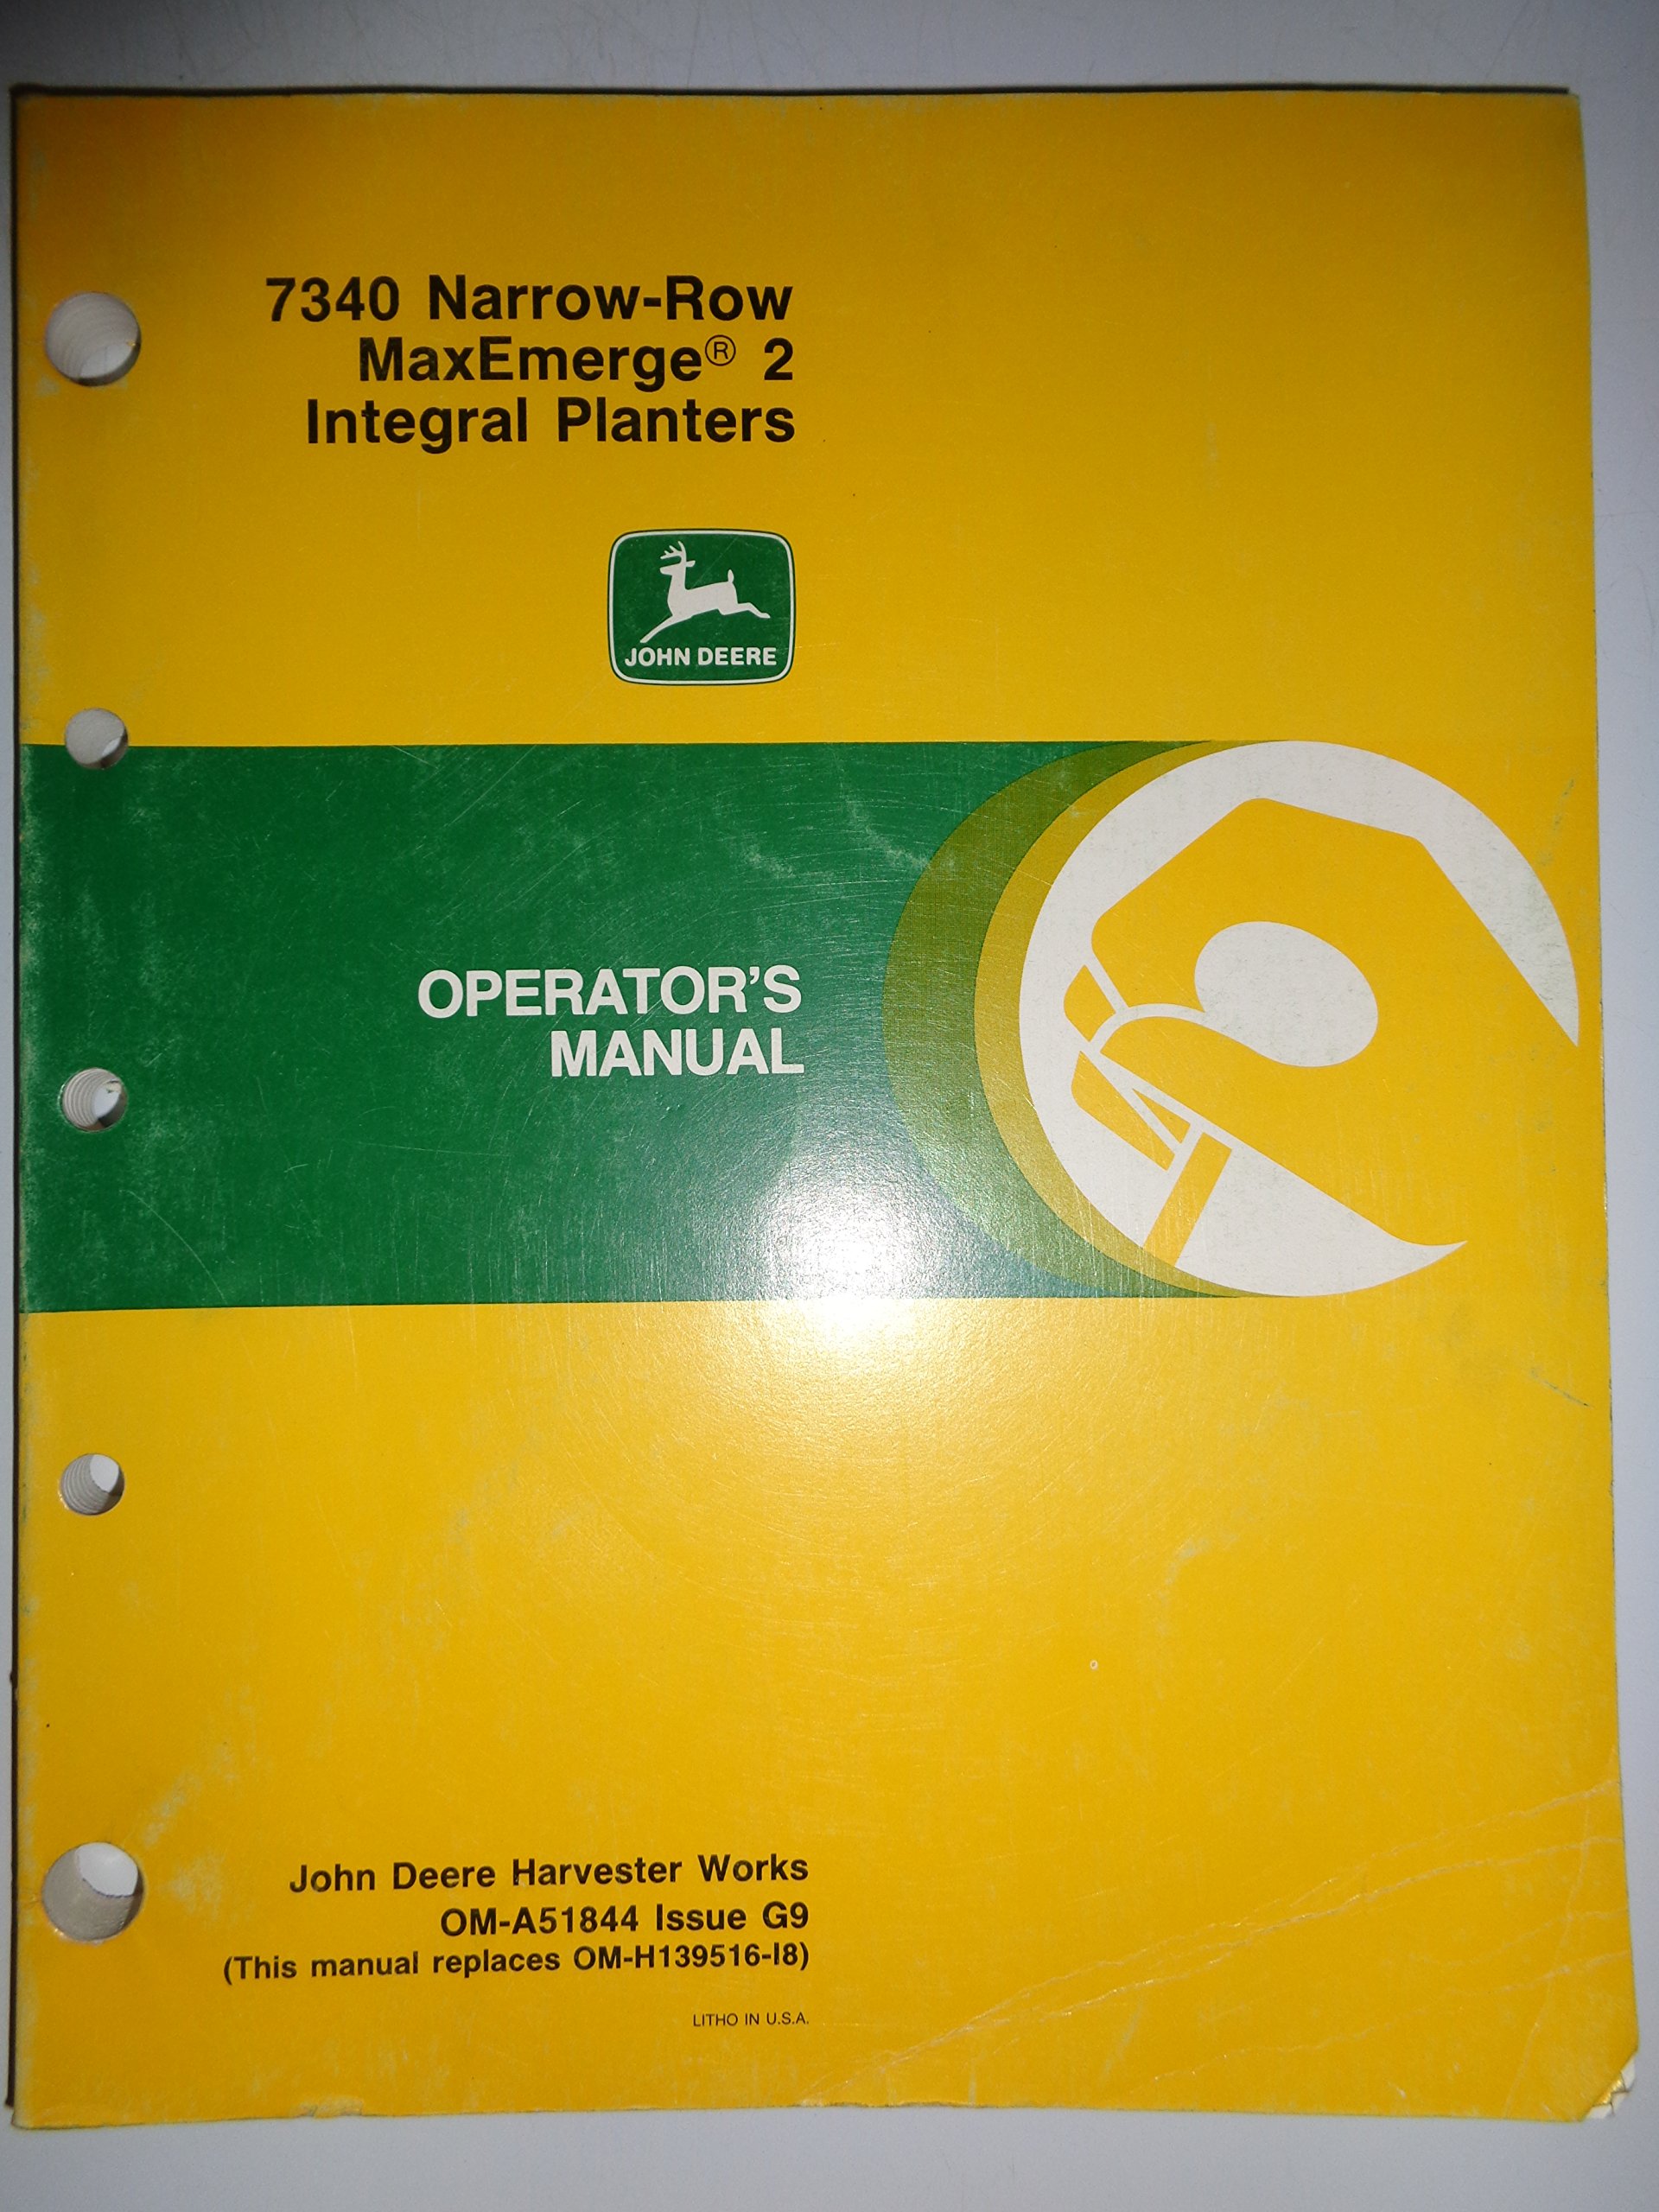 7340 Narrow-Row
MaxEmerge® 2
Integral Planters
JOHN DEERE
OPERATOR'S
MANUAL
John Deere Harvester Works
OM-A51844 Issue G9
(This manual replaces OM-H139516-I8)
LITHO IN U.S.A.